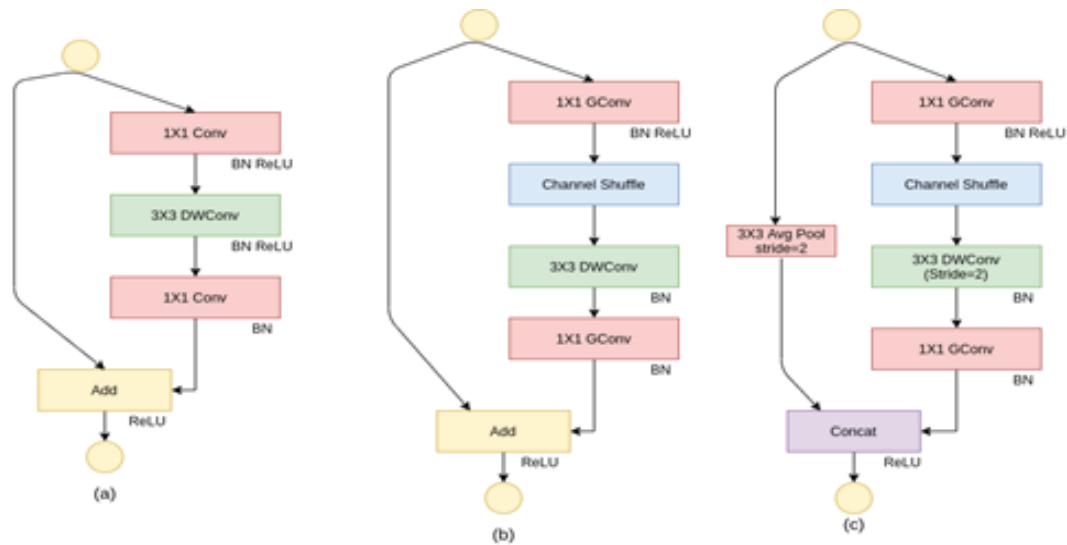 1X1 Conv
BN ReLU
3X3 DWConv
BN ReLU
1X1 Conv
BN
Add
ReLU
(a)
1X1 GConv
BN ReLU
Channel Shuffle
3X3 DWConv
BN
1X1 GConv
BN
Add
ReLU
(b)
1X1 GConv
BN ReLU
Channel Shuffle
3X3 Avg Pool
stride=2
3X3 DWConv
(Stride=2)
BN
1X1 GConv
BN
Concat
ReLU
(c)